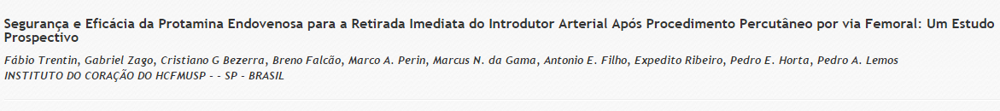 Segurança e Eficácia da Protamina Endovenosa para a Retirada Imediata do Introdutor Arterial Após Procedimento Percutâneo por via Femoral: Um Estudo
Prospectivo
Fábio Trentin, Gabriel Zago, Cristiano G Bezerra, Breno Falcão, Marco A. Perin, Marcus N. da Gama, Antonio E. Filho, Expedito Ribeiro, Pedro E. Horta, Pedro A. Lemos
INSTITUTO DO CORAÇÃO DO HCFMUSP - - SP - BRASIL